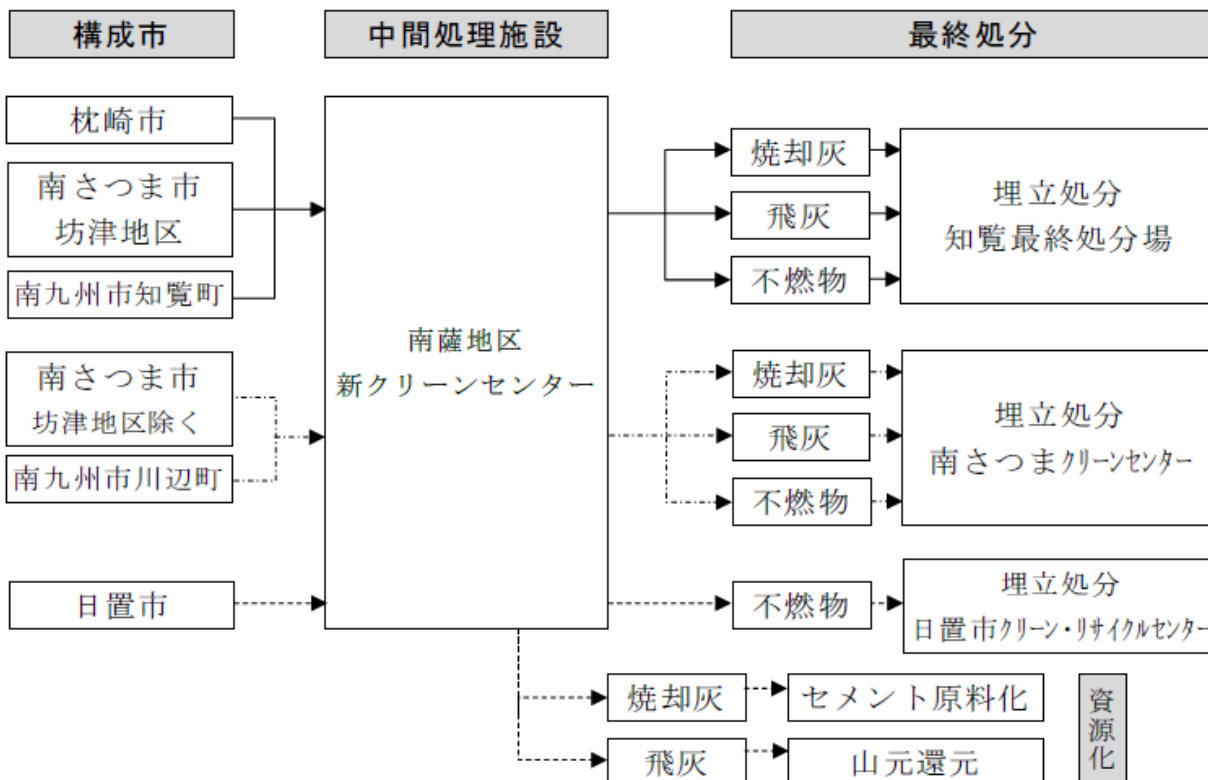 構成市
中間処理施設
最終処分
枕崎市
南さつま市
坊津地区
南九州市知覧町
南さつま市
坊津地区除く
南九州市川辺町
日置市
南薩地区
新クリーンセンター
焼却灰
飛灰
不燃物
埋立処分
知覧最終処分場
焼却灰
飛灰
不燃物
埋立処分
南さつまクリーンセンター
不燃物
埋立処分
日置市クリーン・リサイクルセンター
焼却灰
セメント原料化
飛灰
山元還元
資源化